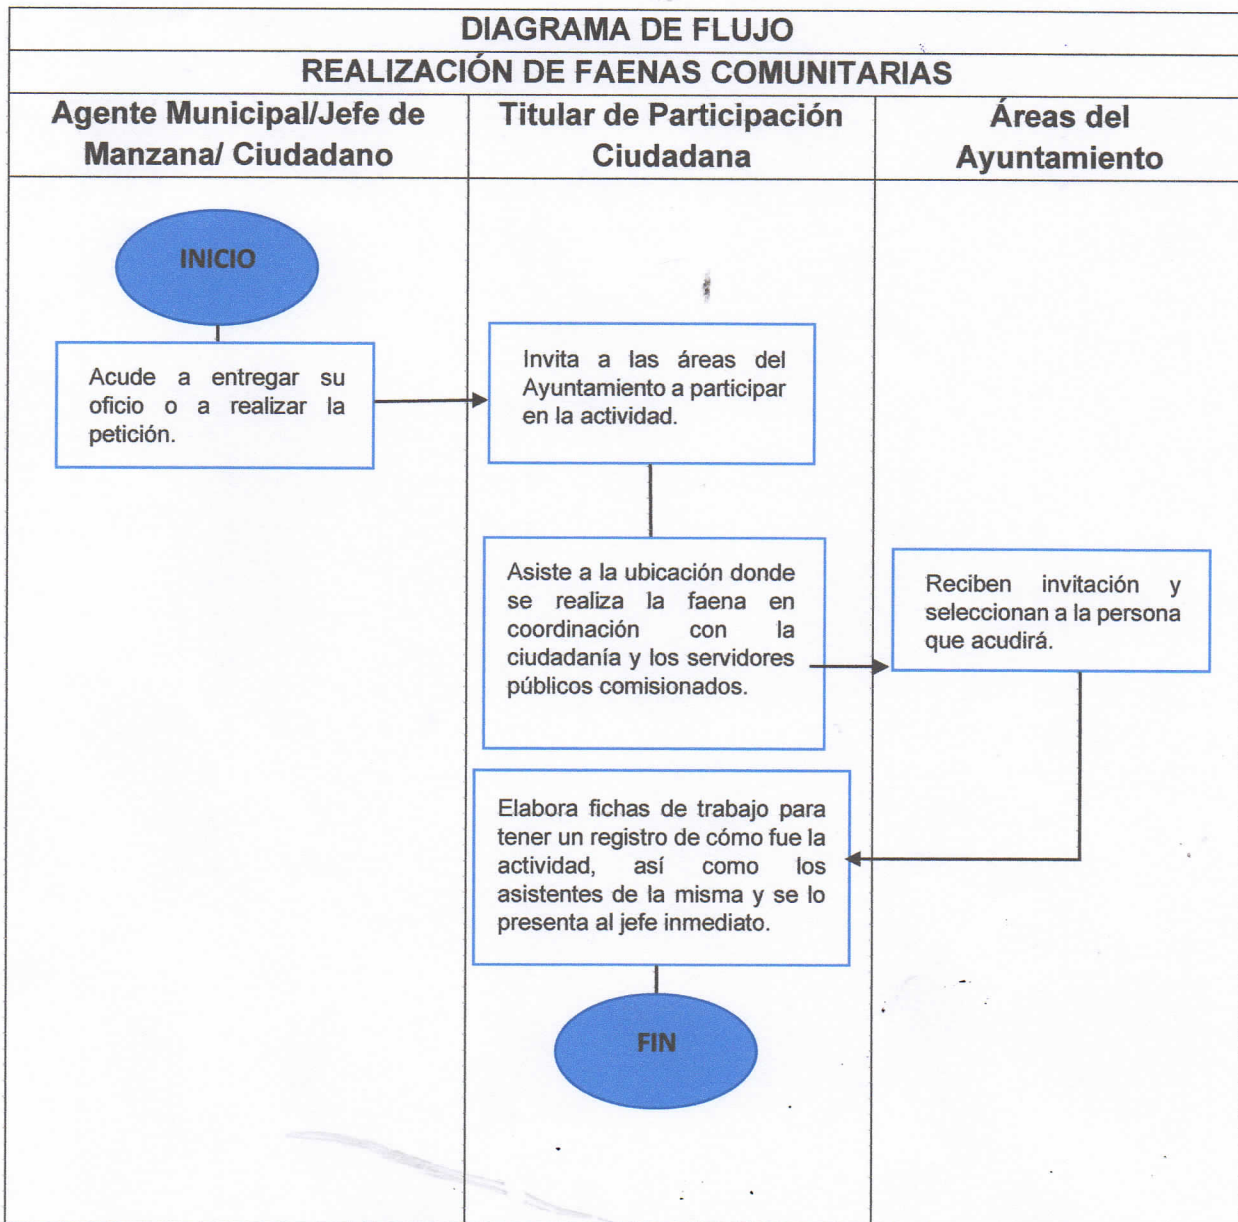 DIAGRAMA DE FLUJO
REALIZACIÓN DE FAENAS COMUNITARIAS
Agente Municipal/Jefe de
Manzana/ Ciudadano
Titular de Participación
Ciudadana
Áreas del
Ayuntamiento
INICIO
Acude a entregar su
oficio o a realizar la
petición.
Invita a las áreas del
Ayuntamiento a participar
en la actividad.
Asiste a la ubicación donde
se realiza la faena en
coordinación con la
ciudadanía y los servidores
públicos comisionados.
Reciben invitación y
seleccionan a la persona
que acudirá.
Elabora fichas de trabajo para
tener un registro de cómo fue la
actividad, así como los
asistentes de la misma y se lo
presenta al jefe inmediato.
FIN